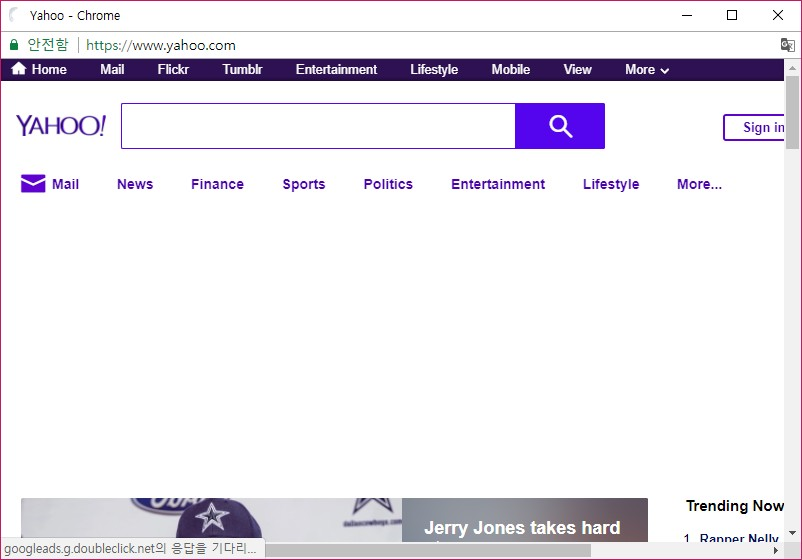 Yahoo - Chrome
안전함 https://www.yahoo.com
Home Mail Flickr Tumblr Entertainment Lifestyle Mobile View More
YAHOO!
Sign in
Mail News Finance Sports Politics Entertainment Lifestyle More...
dallascowboys.com
Jerry Jones takes hard
Trending Now
1. Rapper Nelly
googleads.g.doubleclick.net의 응답을 기다리...